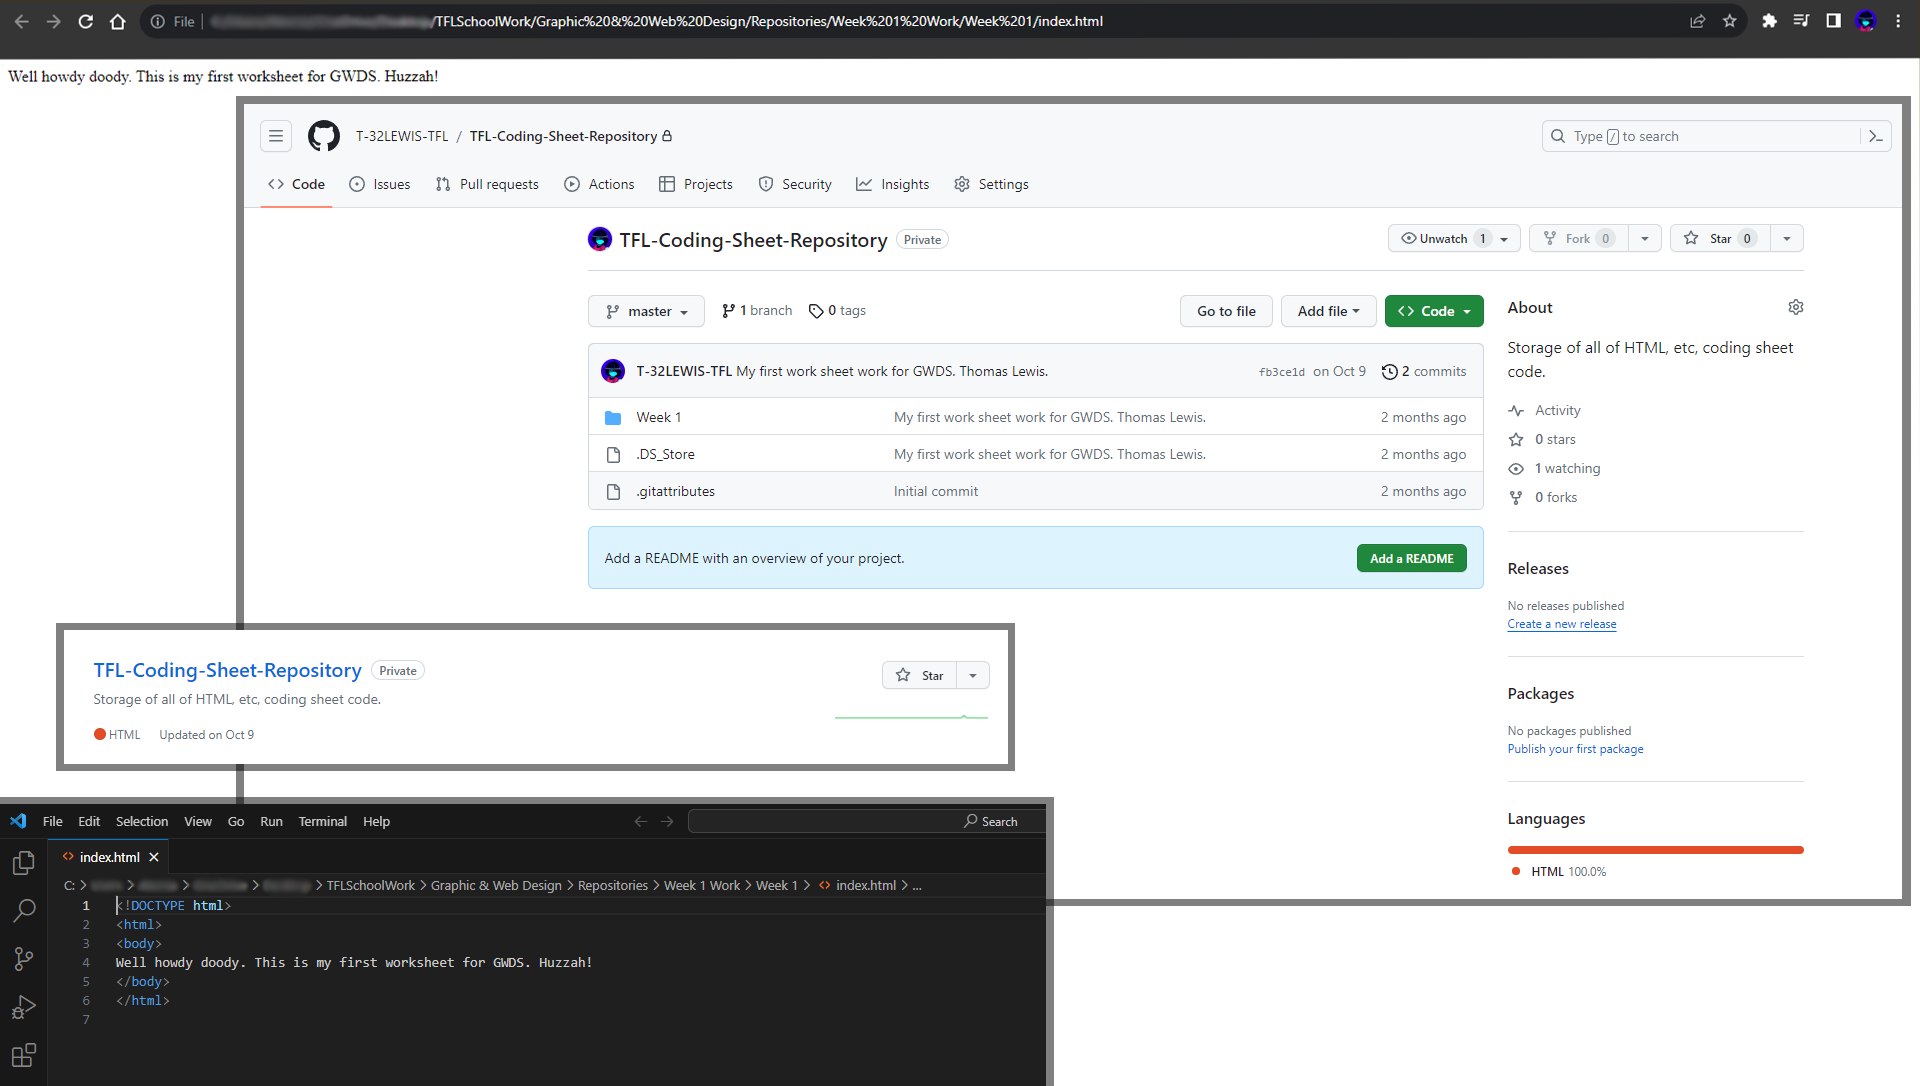 File
/TFLSchoolWork/Graphic%20&%20Web%20Design/Repositories/Week%201%20Work/Week%201/index.html
Well howdy doody. This is my first worksheet for GWDS. Huzzah!
T-32LEWIS-TFL / TFL-Coding-Sheet-Repository
Type / to search
Code Issues Pull requests Actions Projects Security Insights Settings
TFL-Coding-Sheet-Repository Private
Unwatch 1 Fork 0 Star 0
master 1 branch 0 tags Go to file Add file Code
T-32LEWIS-TFL My first work sheet work for GWDS. Thomas Lewis. fb3ce1d on Oct 9 2 commits
Week 1 My first work sheet work for GWDS. Thomas Lewis. 2 months ago
.DS_Store My first work sheet work for GWDS. Thomas Lewis. 2 months ago
.gitattributes Initial commit 2 months ago
Add a README with an overview of your project. Add a README
About
Storage of all of HTML, etc, coding sheet
code.
Activity
0 stars
1 watching
0 forks
Releases
No releases published
Create a new release
Packages
No packages published
Publish your first package
Languages
HTML 100.0%
TFL-Coding-Sheet-Repository Private
Star
Storage of all of HTML, etc, coding sheet code.
HTML Updated on Oct 9
File Edit Selection View Go Run Terminal Help Search
<> index.html ×
C: > TFLSchoolWork > Graphic & Web Design > Repositories > Week 1 Work > Week 1 > <> index.html > ...
1 <!DOCTYPE html>
2 <html>
3 <body>
4 Well howdy doody. This is my first worksheet for GWDS. Huzzah!
5 </body>
6 </html>
7